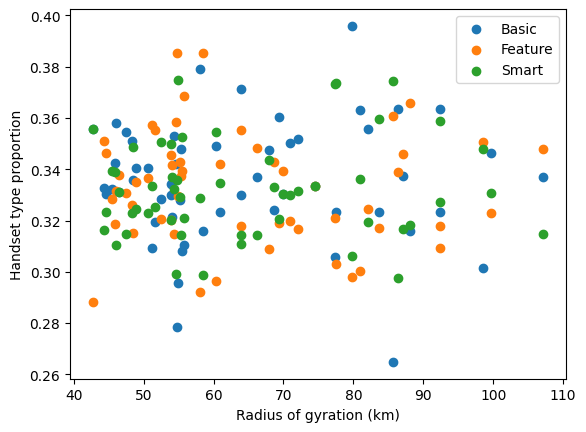 Basic
Feature
Smart
0.40
0.38
0.36
0.34
0.32
0.30
0.28
0.26
Handset type proportion
40 50 60 70 80 90 100 110
Radius of gyration (km)